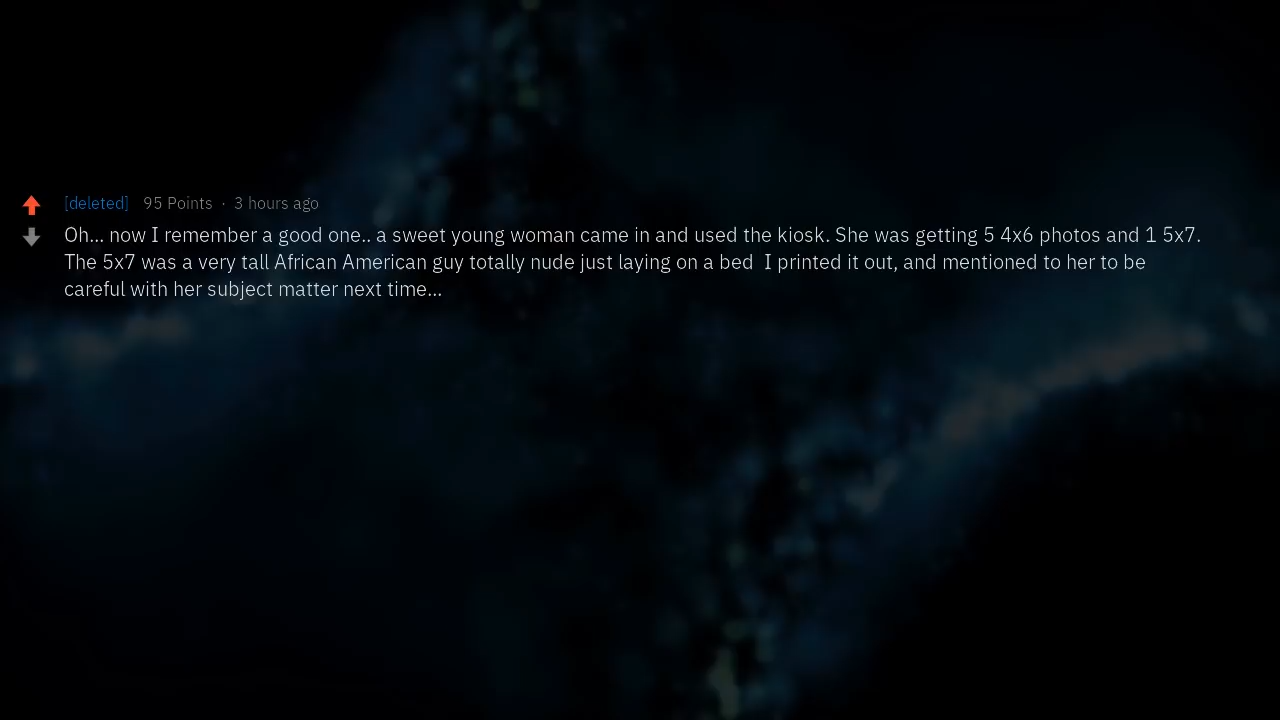 [deleted] 95 Points · 3 hours ago
Oh... now I remember a good one.. a sweet young woman came in and used the kiosk. She was getting 5 4x6 photos and 1 5x7.
The 5x7 was a very tall African American guy totally nude just laying on a bed  I printed it out, and mentioned to her to be
careful with her subject matter next time...